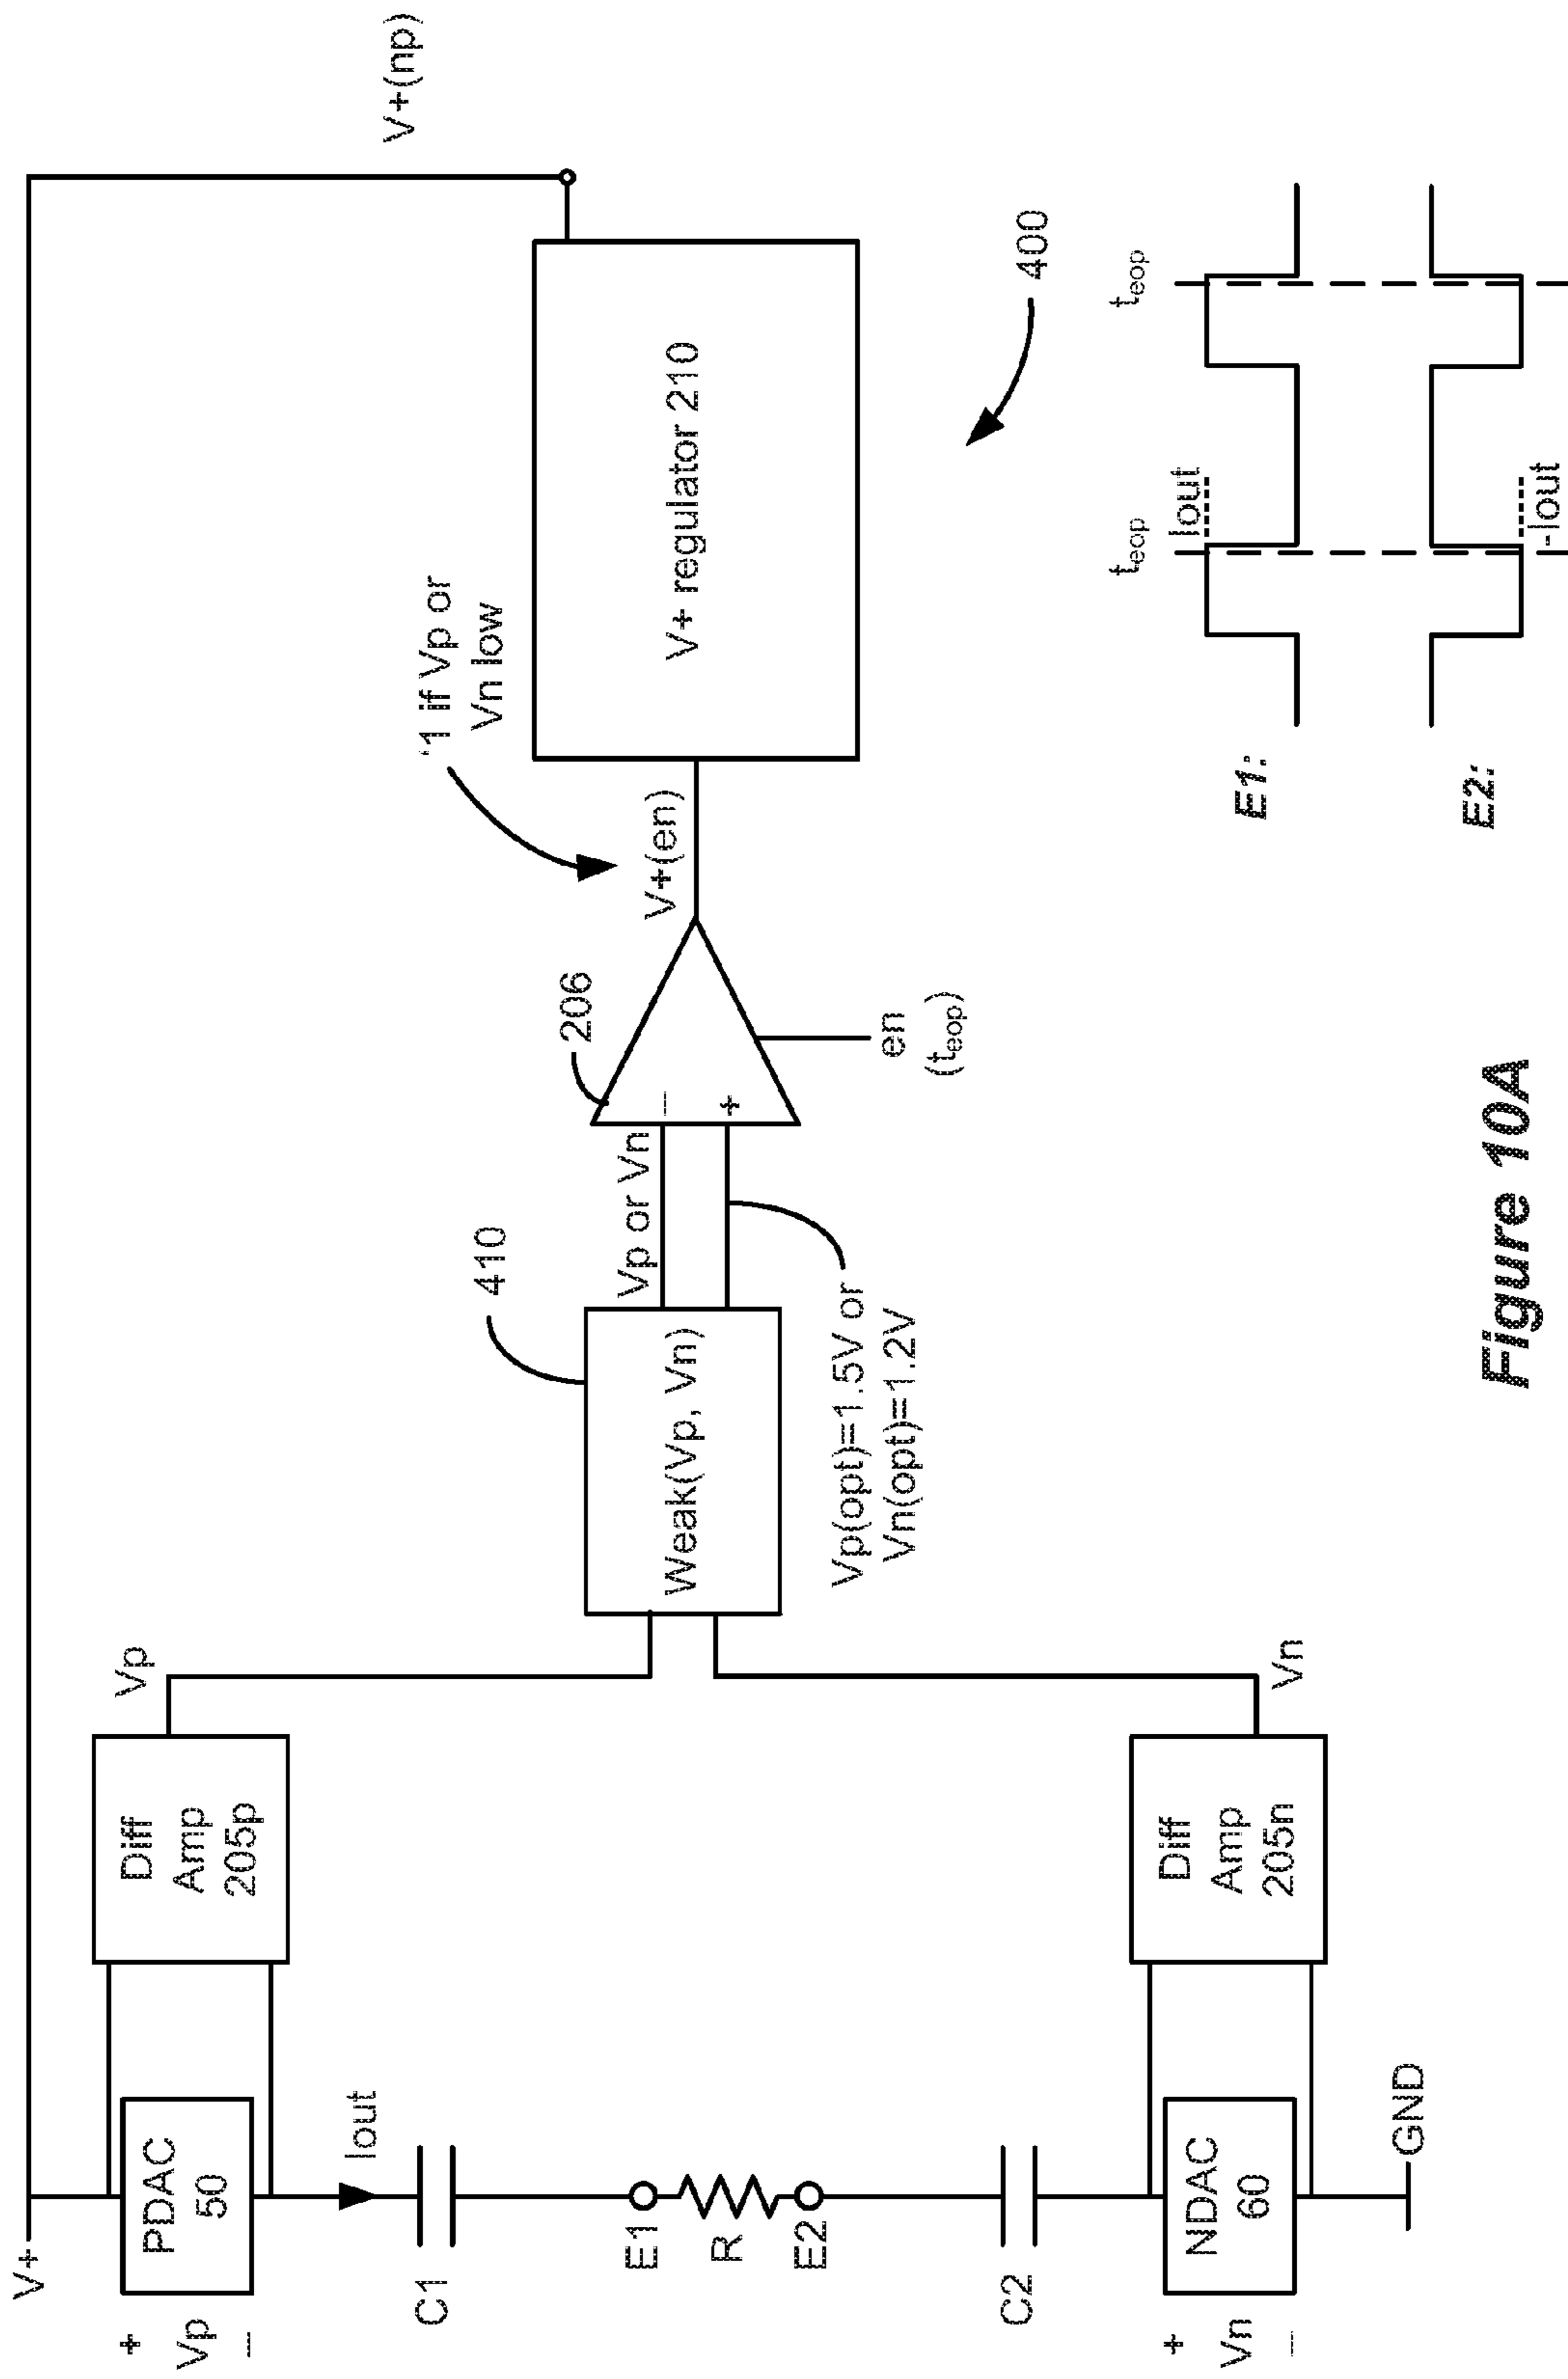 V+
V+(np)
+
Vp
–
PDAC
50
Diff
Amp
205p
Vp
Iout
C1
E1
R
E2
C2
+
Vn
–
NDAC
60
GND
Diff
Amp
205n
Vn
410
Weak(Vp, Vn)
Vp or Vn
Vp(opt)=1.5V or
Vn(opt)=1.2V
206
–
+
en
(teop)
V+(en)
'1 if Vp or
Vn low
V+ regulator 210
400
teop
teop
Iout
E1:
E2:
-Iout
Figure 10A